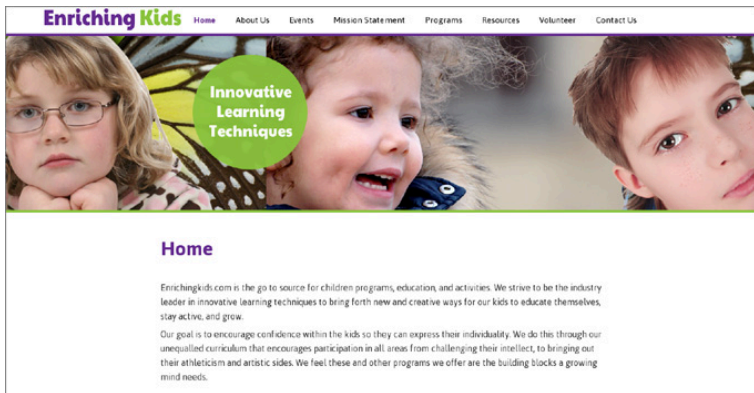 Enriching Kids Home About Us Events Mission Statement Programs Resources Volunteer Contact Us
Innovative
Learning
Techniques
Home
Enrichingkids.com is the go to source for children programs, education, and activities. We strive to be the industry
leader in innovative learning techniques to bring forth new and creative ways for our kids to educate themselves,
stay active, and grow.
Our goal is to encourage confidence within the kids so they can express their individuality. We do this through our
unequalled curriculum that encourages participation in all areas from challenging their intellect, to bringing out
their athleticism and artistic sides. We feel these and other programs we offer are the building blocks a growing
mind needs.